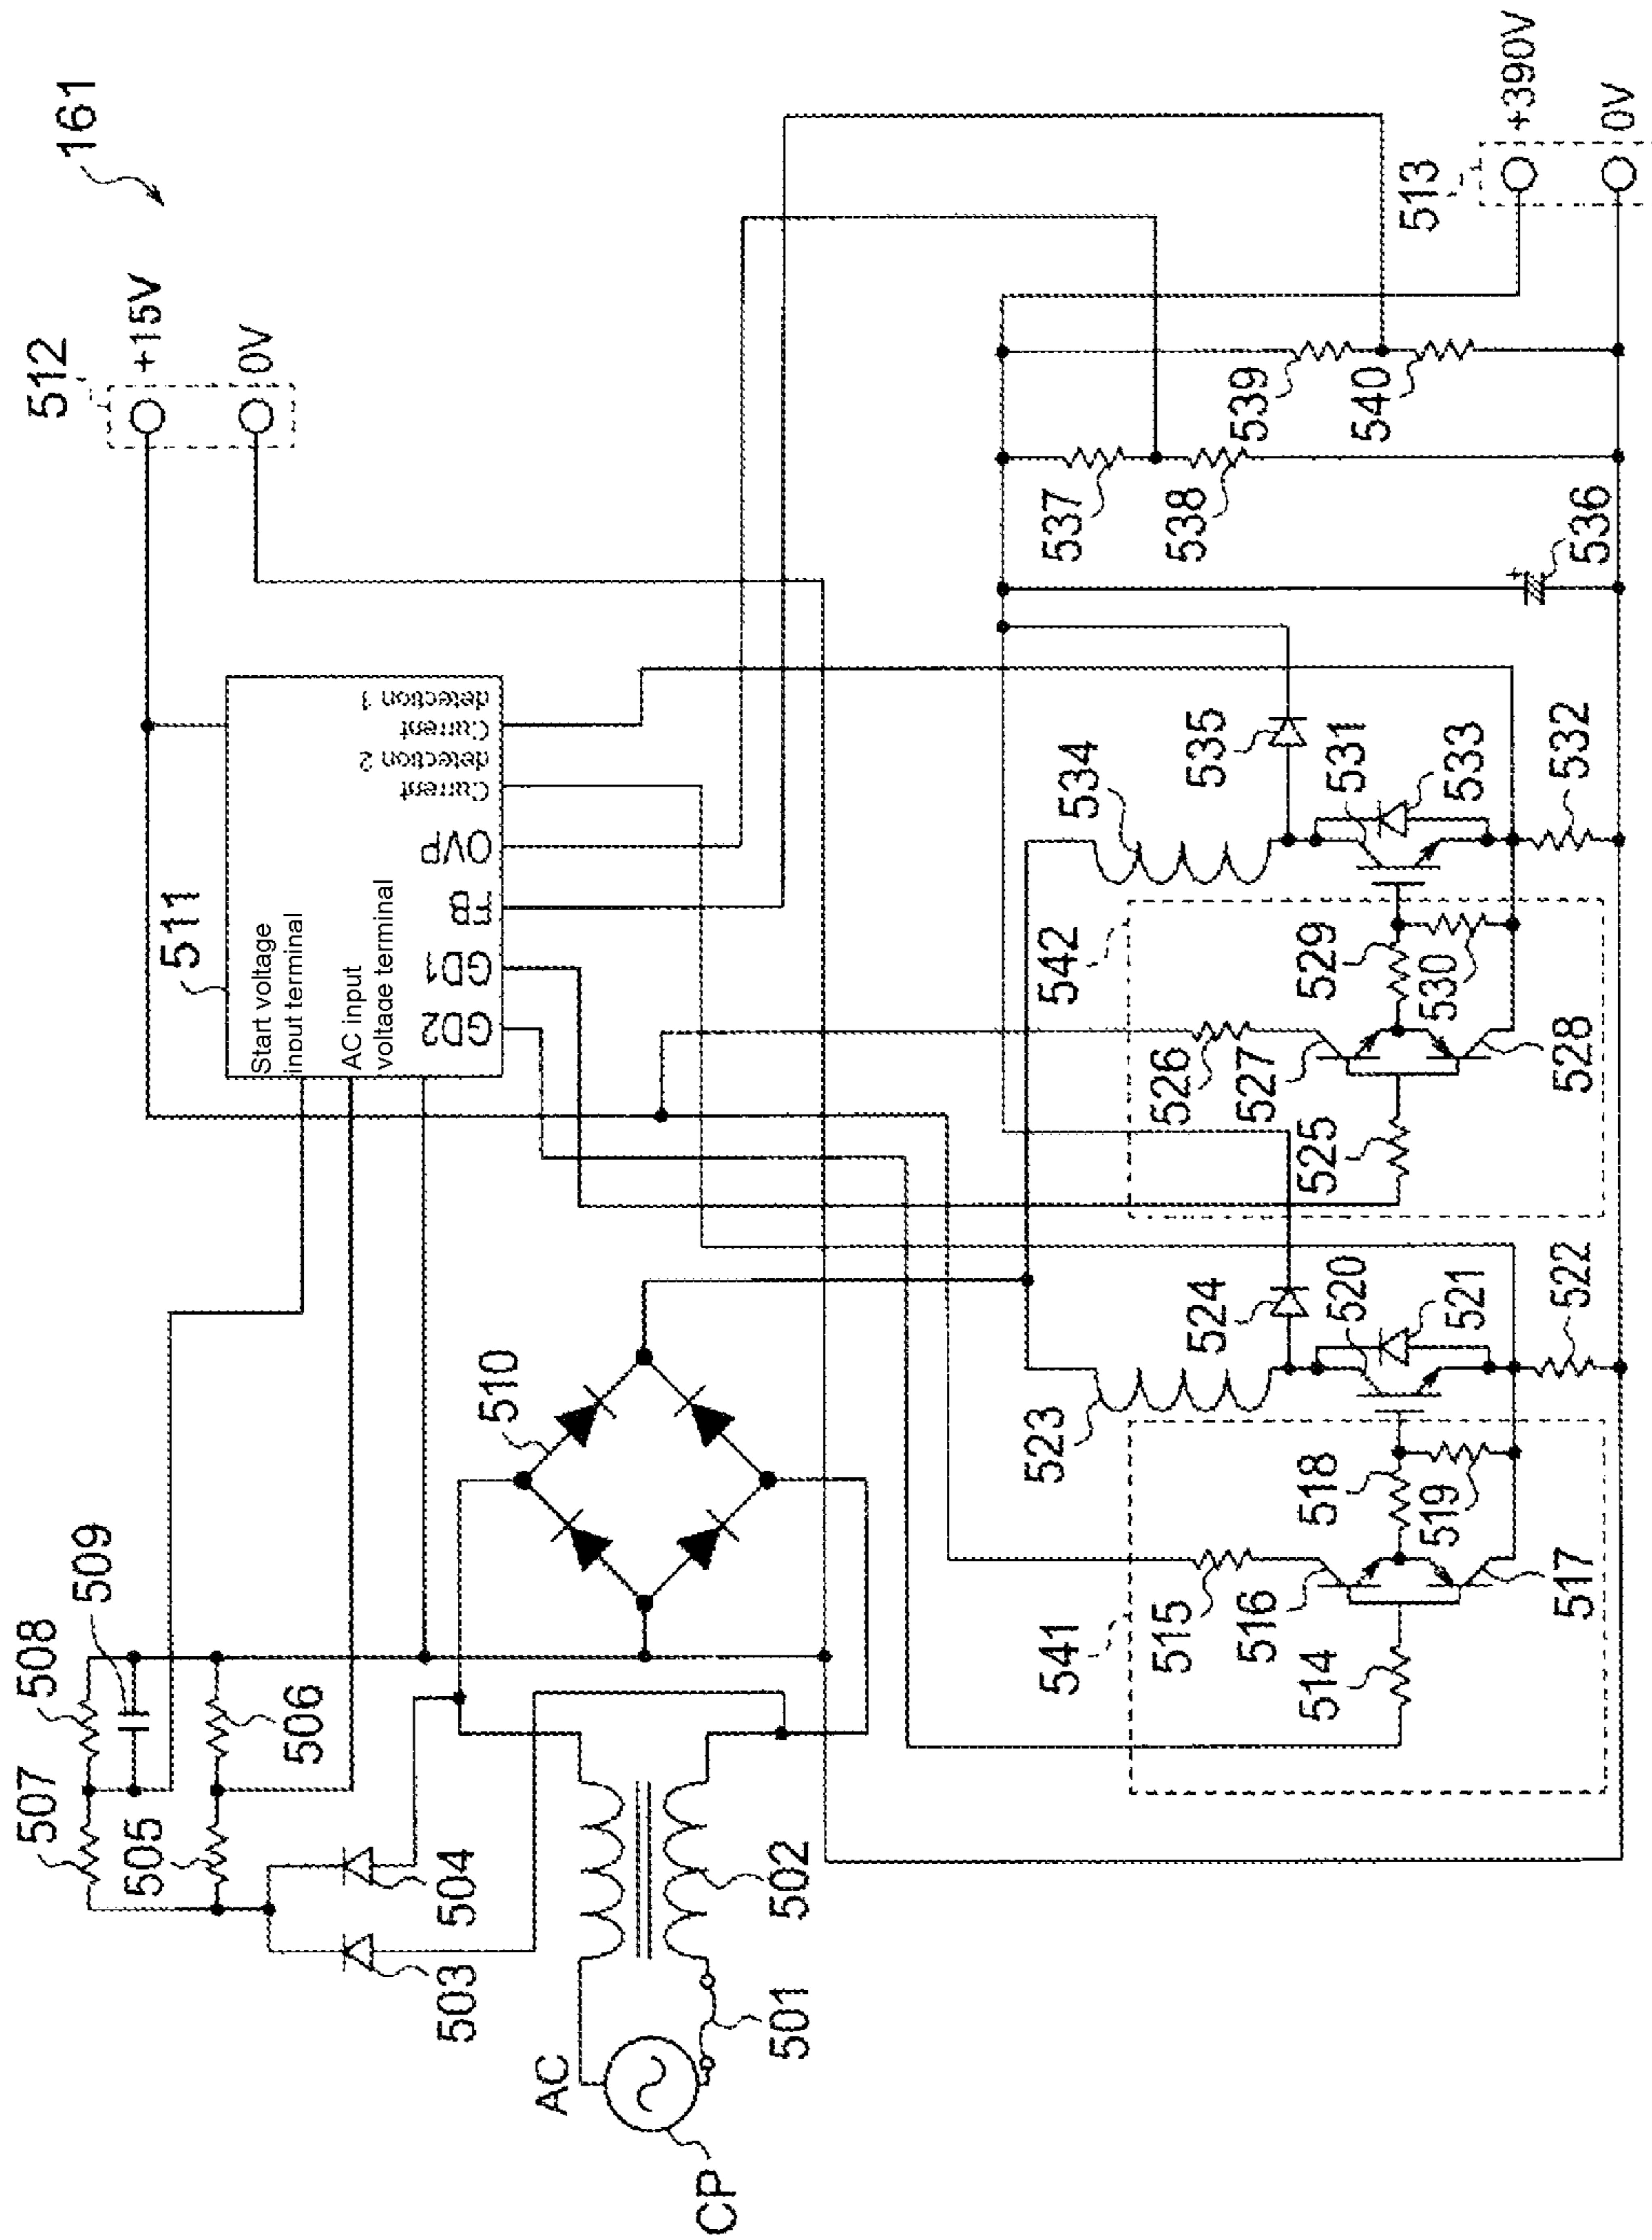 161
512
+15V
0V
511
Start voltage
input terminal
AC input
voltage terminal
GD2
GD1
FB
OVP
Current
detection 2
Current
detection 1
507
508
509
505
506
504
503
510
AC
CP
501
502
541
514
515
516
517
518
519
520
521
522
523
524
542
525
526
527
528
529
530
531
532
533
534
535
+
536
537
538
539
540
513
+390V
0V